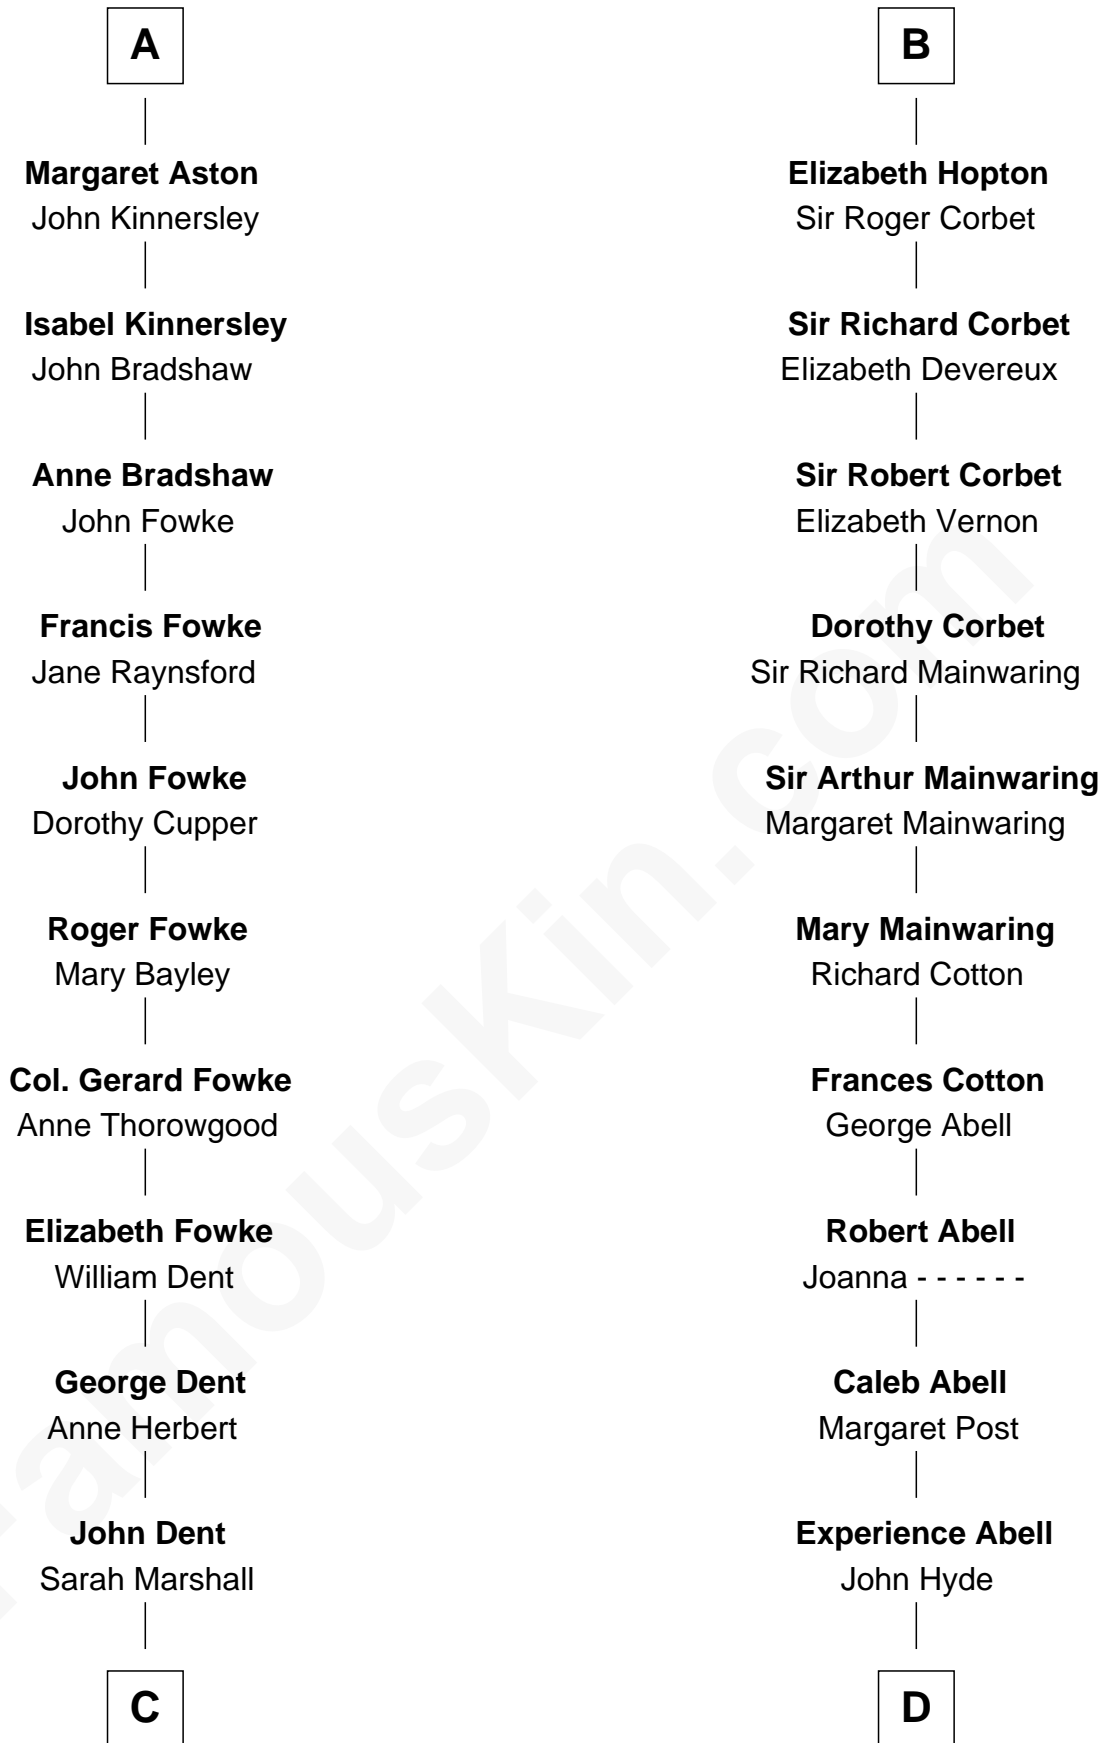 A
Margaret Aston
John Kinnersley
Isabel Kinnersley
John Bradshaw
Anne Bradshaw
John Fowke
Francis Fowke
Jane Raynsford
John Fowke
Dorothy Cupper
Roger Fowke
Mary Bayley
Col. Gerard Fowke
Anne Thorowgood
Elizabeth Fowke
William Dent
George Dent
Anne Herbert
John Dent
Sarah Marshall
C
B
Elizabeth Hopton
Sir Roger Corbet
Sir Richard Corbet
Elizabeth Devereux
Sir Robert Corbet
Elizabeth Vernon
Dorothy Corbet
Sir Richard Mainwaring
Sir Arthur Mainwaring
Margaret Mainwaring
Mary Mainwaring
Richard Cotton
Frances Cotton
George Abell
Robert Abell
Joanna - - - - - -
Caleb Abell
Margaret Post
Experience Abell
John Hyde
D
FamousKin.com